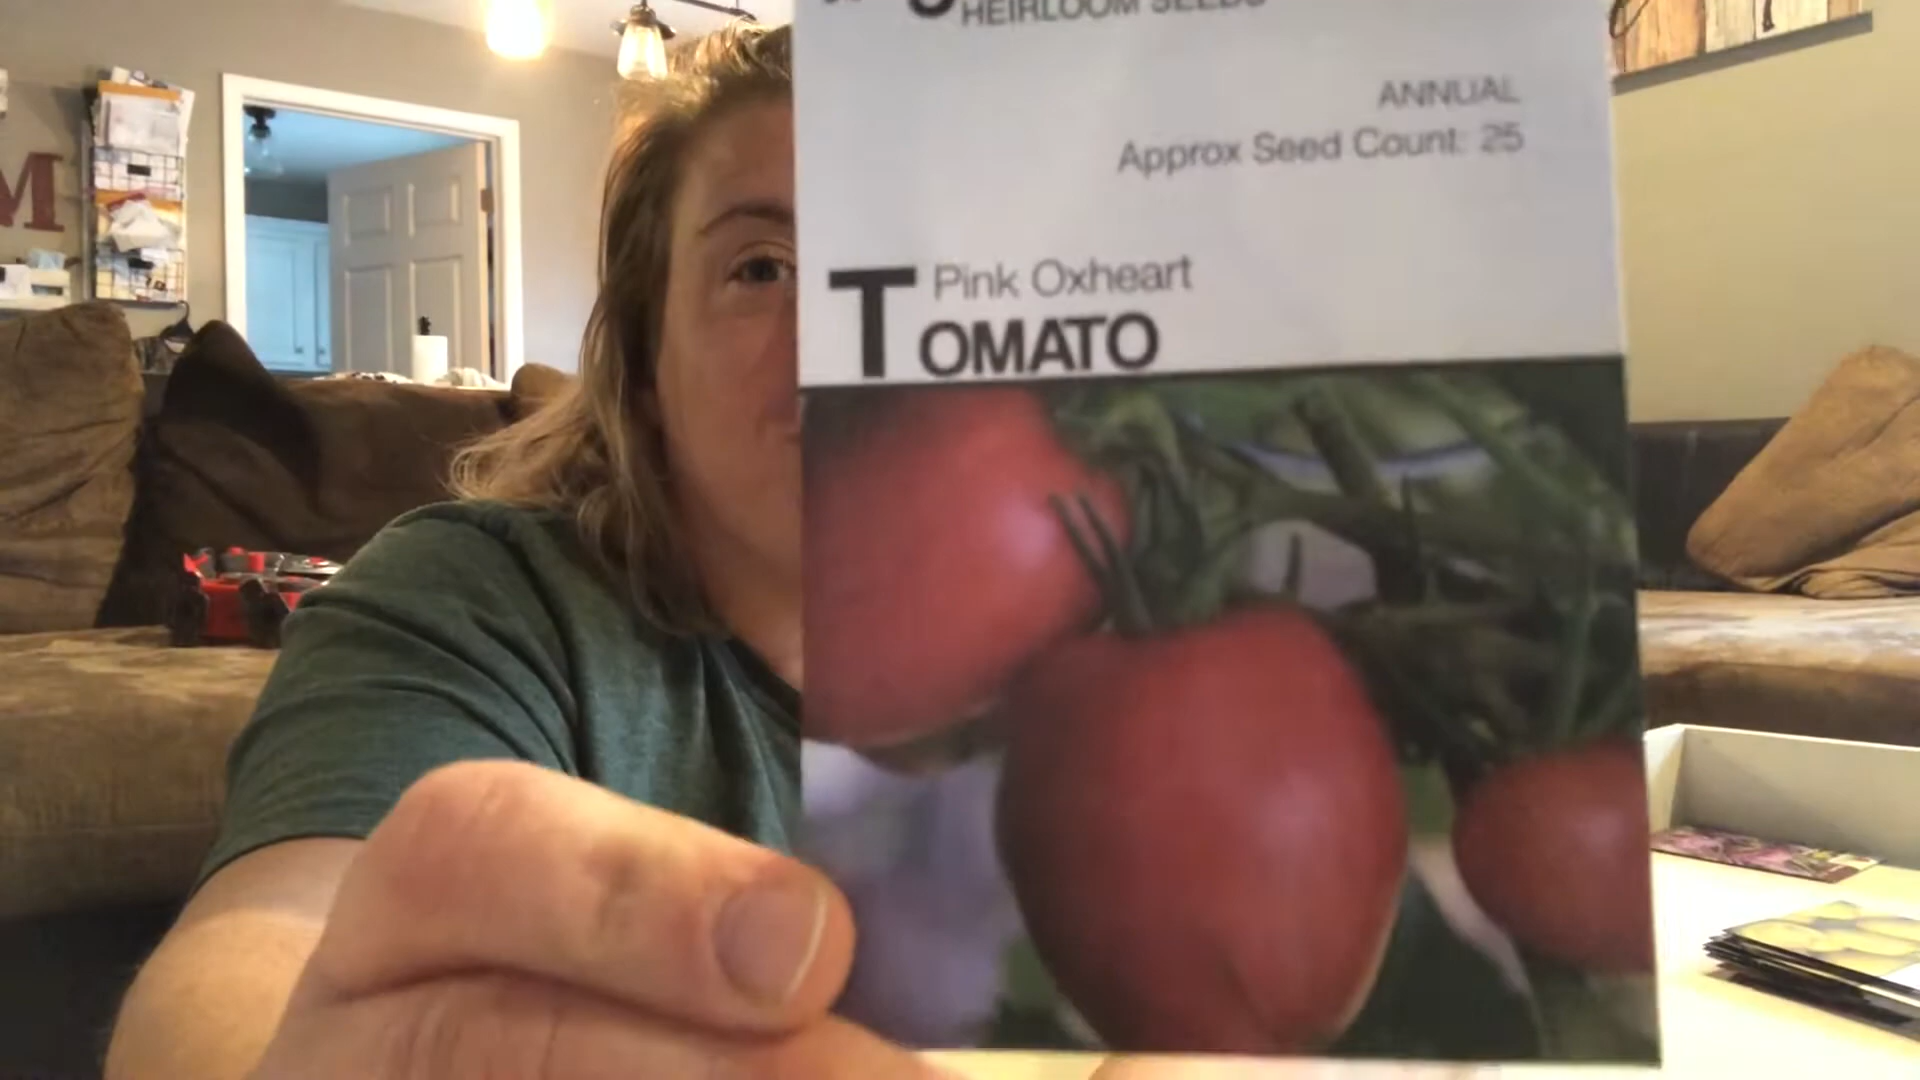 HEIRLOOM SEEDS
ANNUAL
Approx Seed Count: 25
Pink Oxheart
TOMATO
M